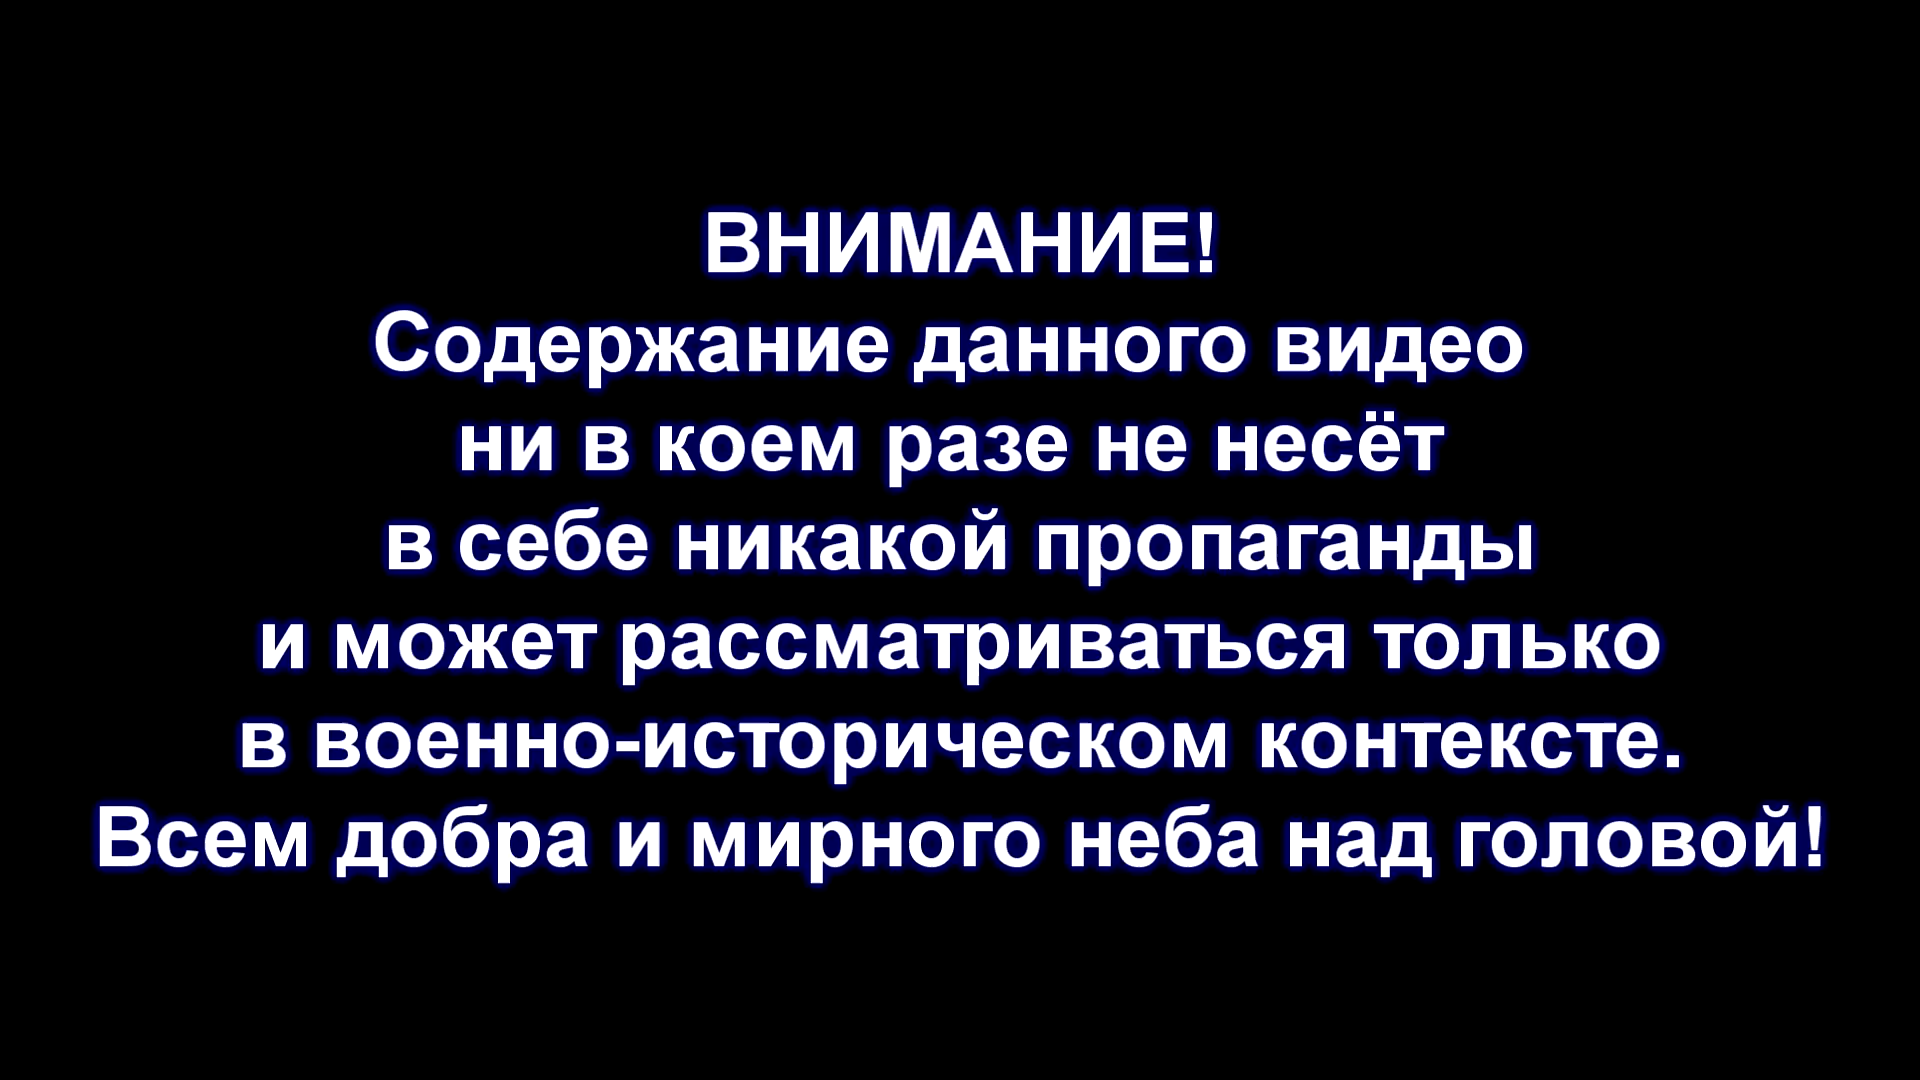 ВНИМАНИЕ!
Содержание данного видео
ни в коем разе не несёт
в себе никакой пропаганды
и может рассматриваться только
в военно-историческом контексте.
Всем добра и мирного неба над головой!